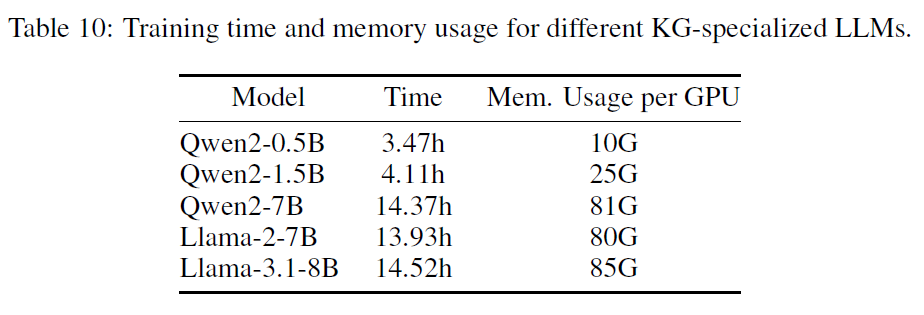 Table 10: Training time and memory usage for different KG-specialized LLMs.
Model Time Mem. Usage per GPU
Qwen2-0.5B 3.47h 10G
Qwen2-1.5B 4.11h 25G
Qwen2-7B 14.37h 81G
Llama-2-7B 13.93h 80G
Llama-3.1-8B 14.52h 85G